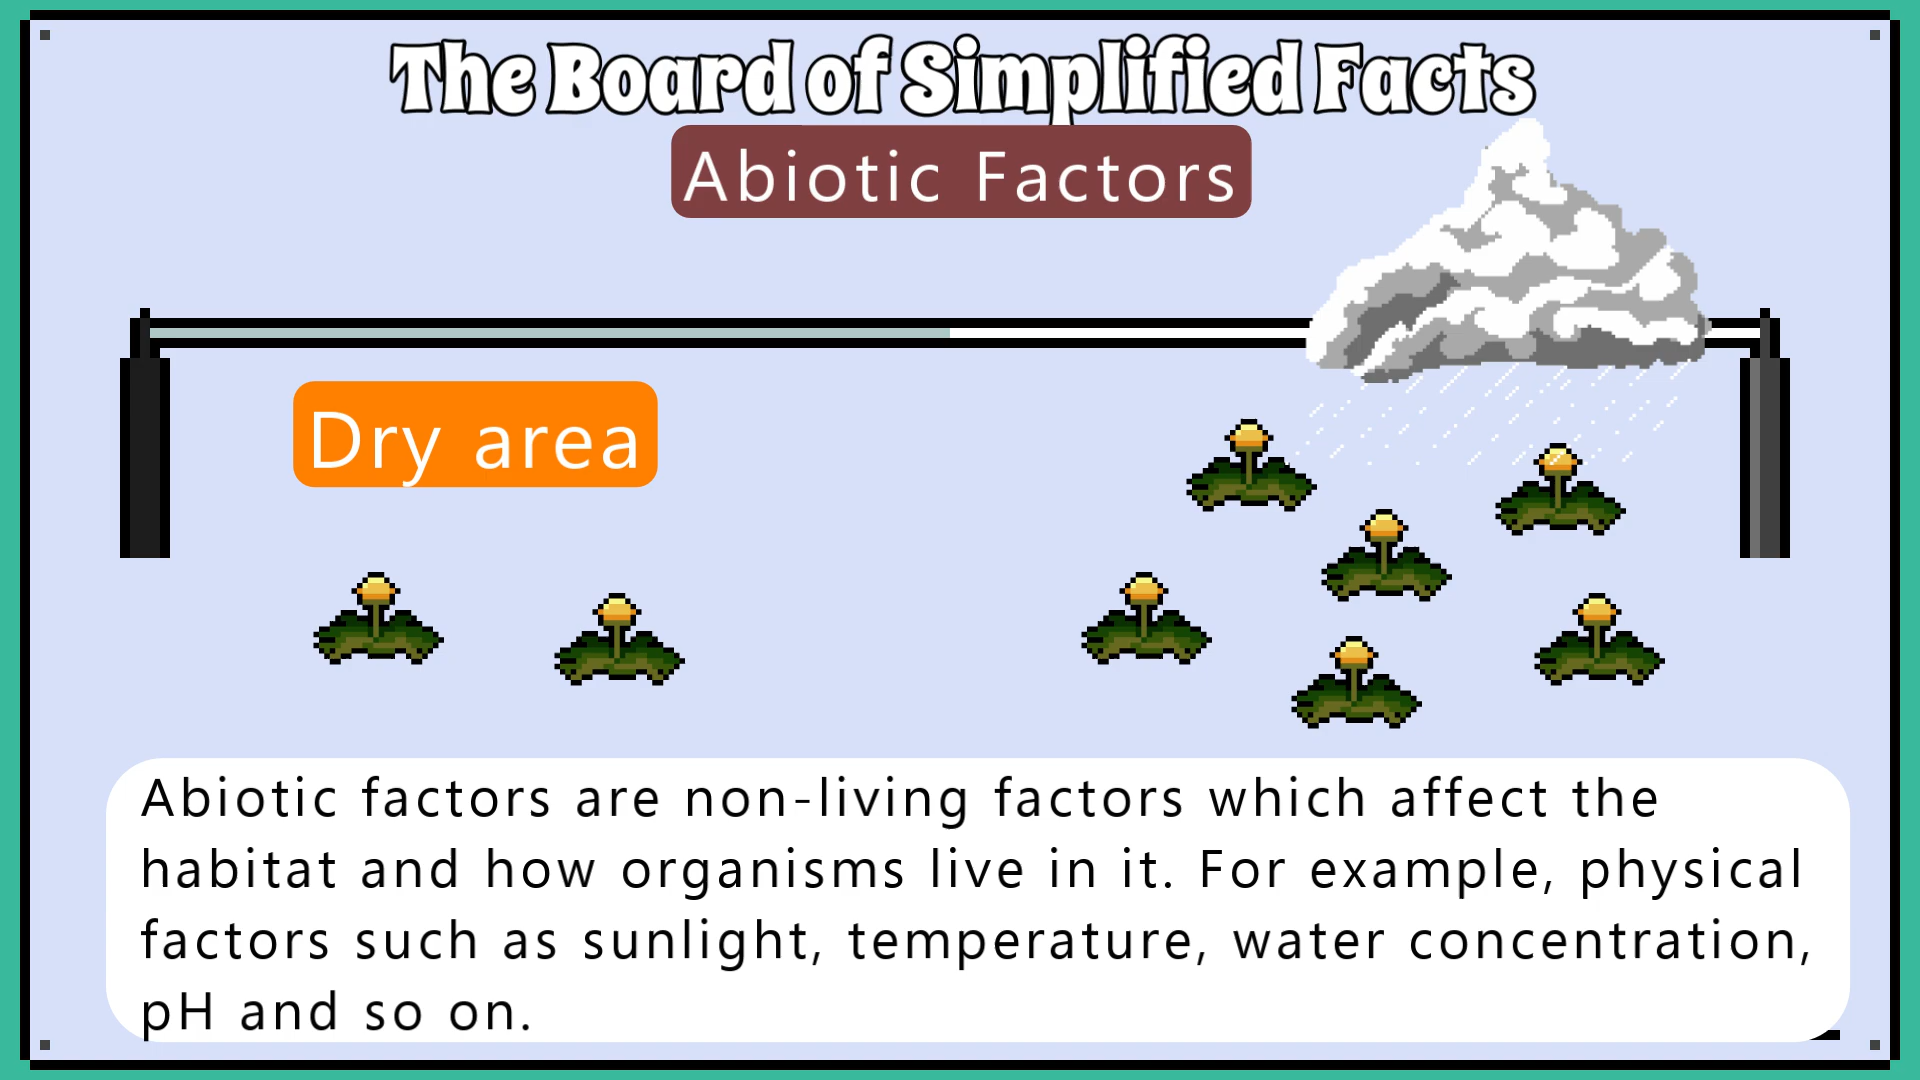 The Board of Simplified Facts
Abiotic Factors
Dry area
Abiotic factors are non-living factors which affect the
habitat and how organisms live in it. For example, physical
factors such as sunlight, temperature, water concentration,
pH and so on.